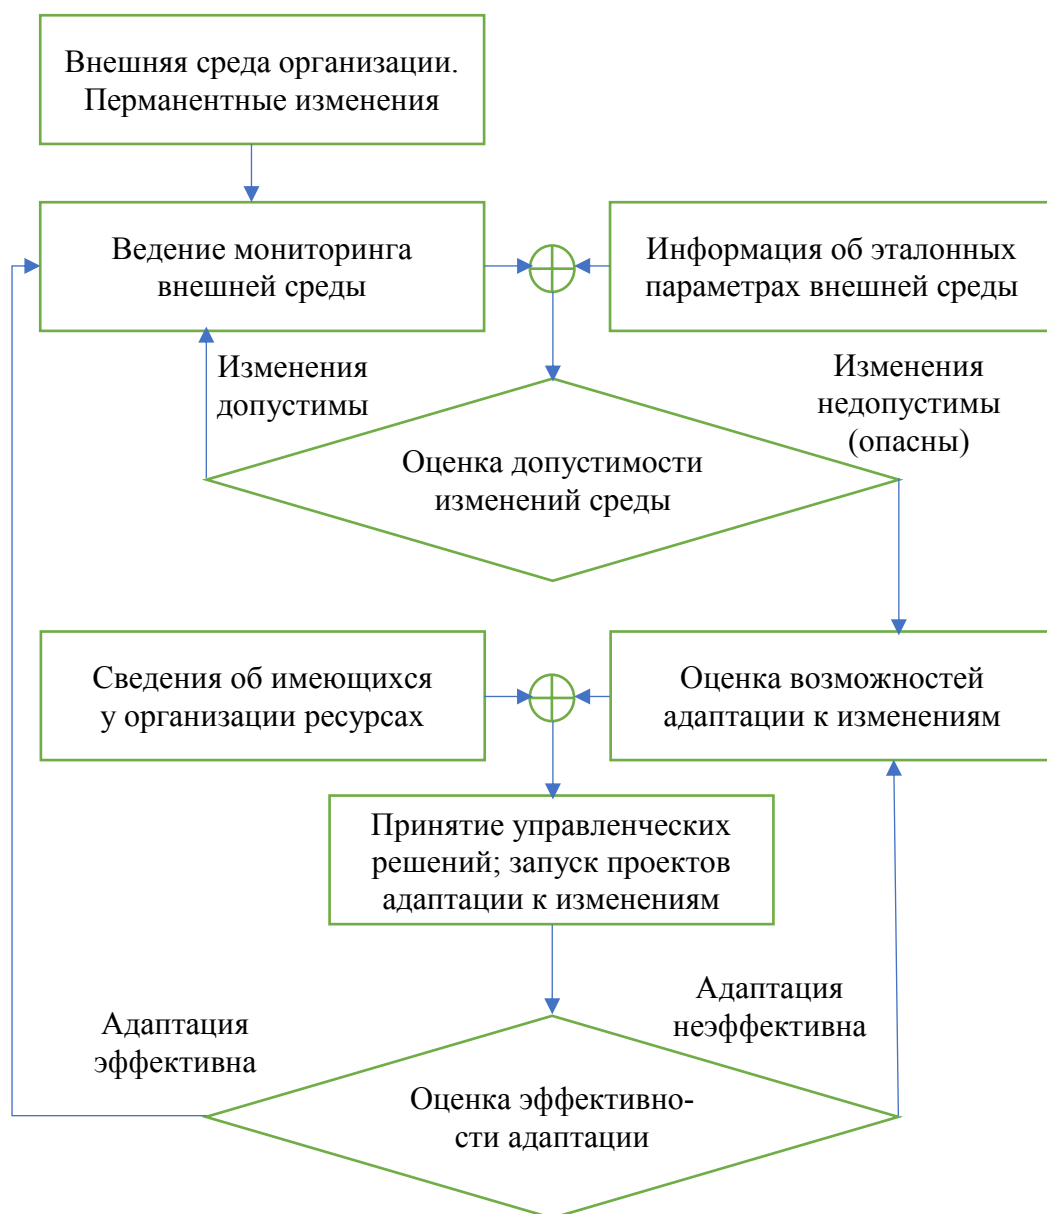 Внешняя среда организации.
Перманентные изменения
Ведение мониторинга
внешней среды
Информация об эталонных
параметрах внешней среды
Изменения
допустимы
Изменения
недопустимы
(опасны)
Оценка допустимости
изменений среды
Сведения об имеющихся
у организации ресурсах
Оценка возможностей
адаптации к изменениям
Принятие управленческих
решений; запуск проектов
адаптации к изменениям
Адаптация
эффективна
Адаптация
неэффективна
Оценка эффективно-
сти адаптации